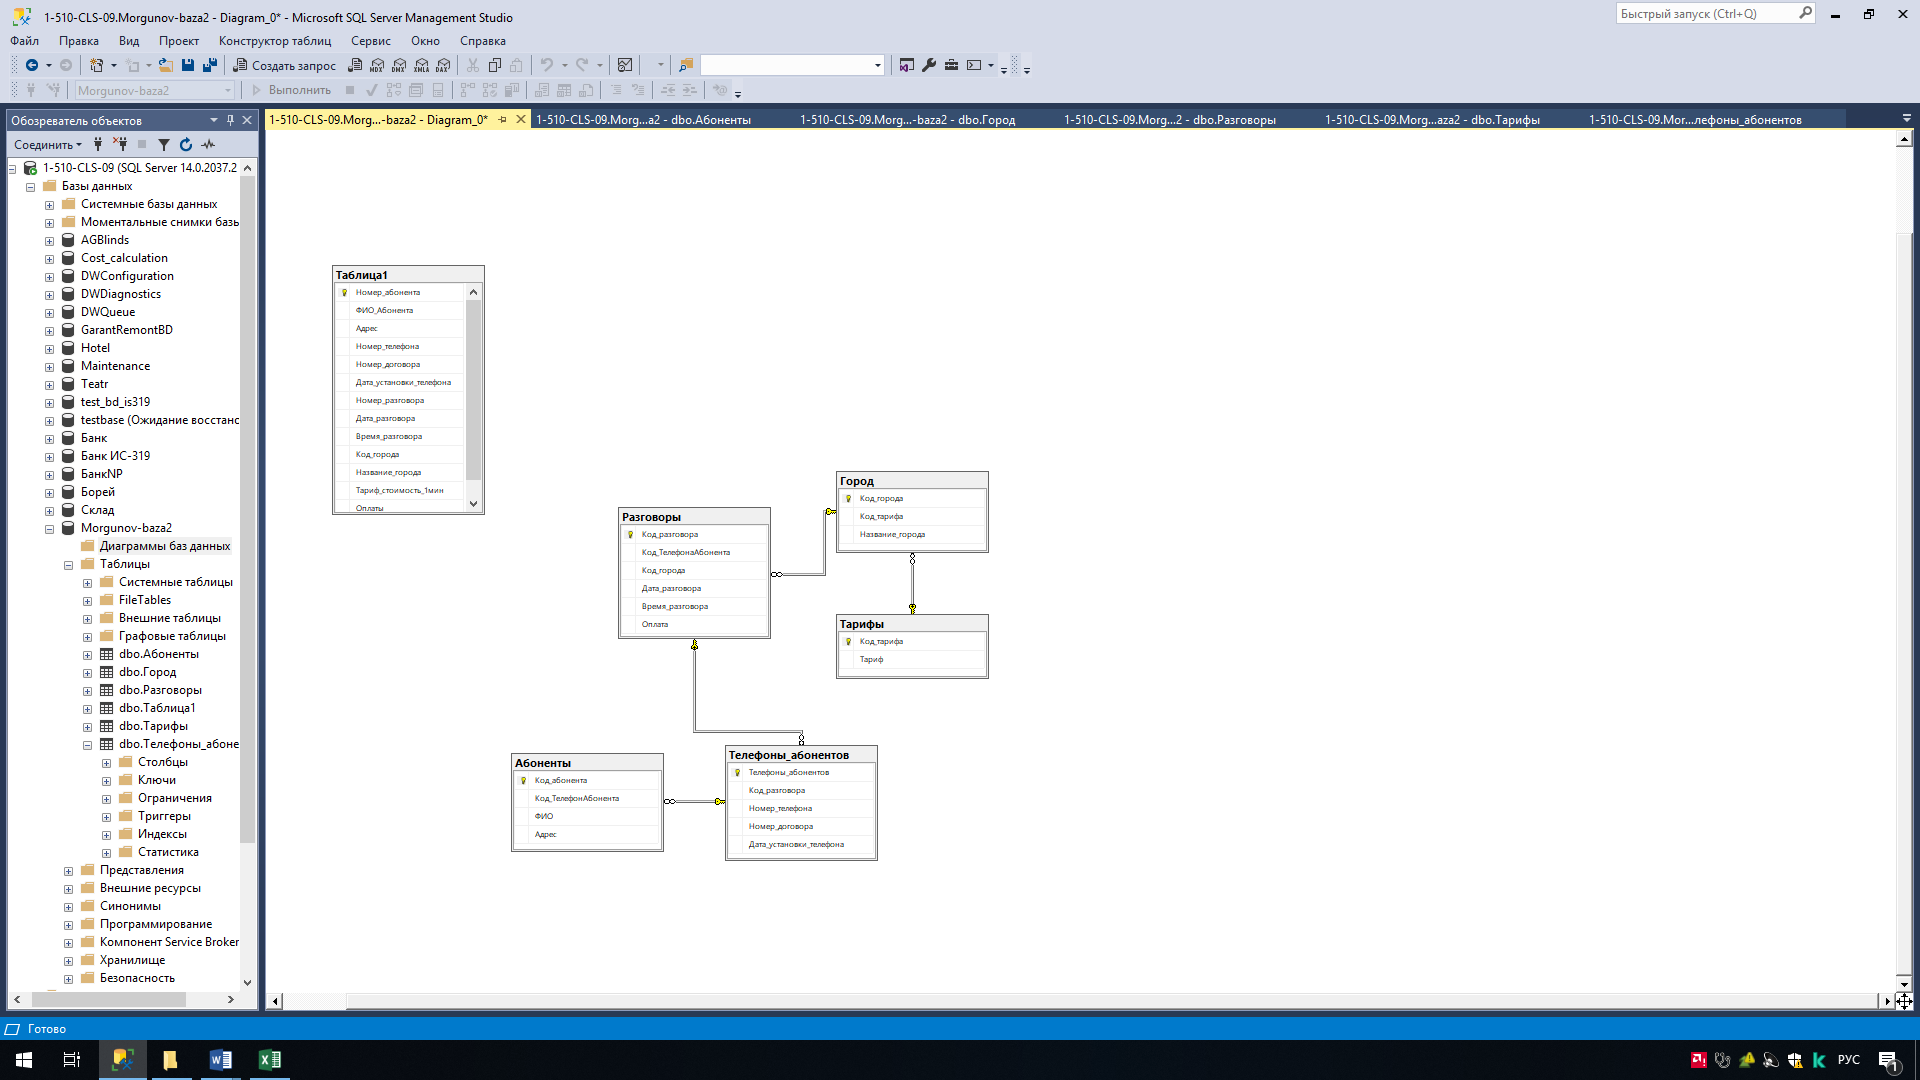 1-510-CLS-09.Morgunov-baza2 - Diagram_0* - Microsoft SQL Server Management Studio
Быстрый запуск (Ctrl+Q)
Файл Правка Вид Проект Конструктор таблиц Сервис Окно Справка
Создать запрос MDX DMX XMLA DAX
Morgunov-baza2 Выполнить
Обозреватель объектов
1-510-CLS-09.Morg...-baza2 - Diagram_0* 1-510-CLS-09.Morg...a2 - dbo.Абоненты 1-510-CLS-09.Morg...-baza2 - dbo.Город 1-510-CLS-09.Morg...2 - dbo.Разговоры 1-510-CLS-09.Morg...aza2 - dbo.Тарифы 1-510-CLS-09.Mor...лефоны_абонентов
Соединить
1-510-CLS-09 (SQL Server 14.0.2037.2
Базы данных
Системные базы данных
Моментальные снимки базы
AGBlinds
Cost_calculation
DWConfiguration
DWDiagnostics
DWQueue
GarantRemontBD
Hotel
Maintenance
Teatr
test_bd_is319
testbase (Ожидание восстанс
Банк
Банк ИС-319
БанкNP
Борей
Склад
Morgunov-baza2
Диаграммы баз данных
Таблицы
Системные таблицы
FileTables
Внешние таблицы
Графовые таблицы
dbo.Абоненты
dbo.Город
dbo.Разговоры
dbo.Таблица1
dbo.Тарифы
dbo.Телефоны_абоне
Столбцы
Ключи
Ограничения
Триггеры
Индексы
Статистика
Представления
Внешние ресурсы
Синонимы
Программирование
Компонент Service Broker
Хранилище
Безопасность
Таблица1
Номер_абонента
ФИО_Абонента
Адрес
Номер_телефона
Номер_договора
Дата_установки_телефона
Номер_разговора
Дата_разговора
Время_разговора
Код_города
Название_города
Тариф_стоимость_1мин
Оплаты
Разговоры
Код_разговора
Код_ТелефонаАбонента
Код_города
Дата_разговора
Время_разговора
Оплата
Город
Код_города
Код_тарифа
Название_города
Тарифы
Код_тарифа
Тариф
Абоненты
Код_абонента
Код_ТелефонАбонента
ФИО
Адрес
Телефоны_абонентов
Телефоны_абонентов
Код_разговора
Номер_телефона
Номер_договора
Дата_установки_телефона
Готово
РУС
1